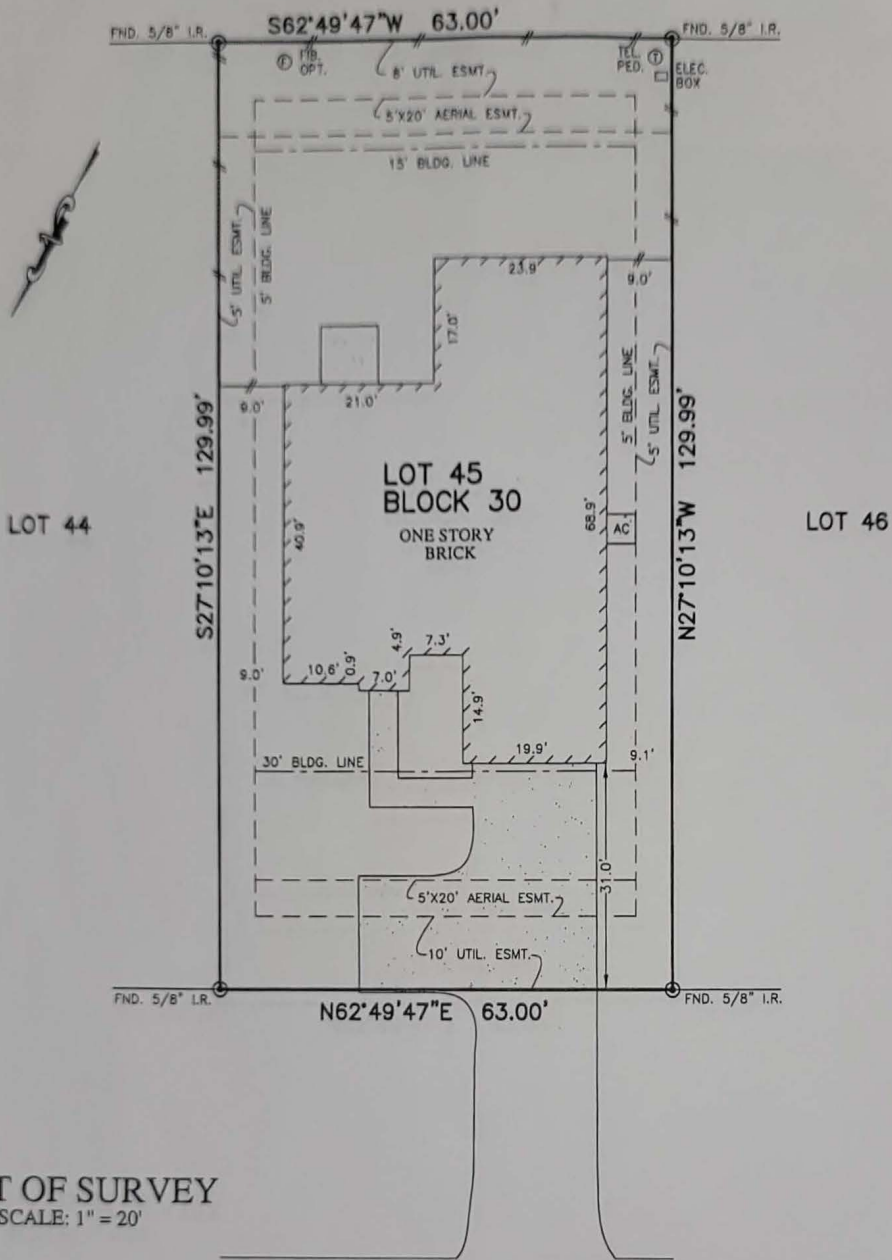 S62°49'47"W 63.00'
FND. 5/8" I.R.
FND. 5/8" I.R.
FIB.
OPT.
8' UTIL ESMT.
TEL.
PED.
ELEC.
BOX
5'X20' AERIAL ESMT.
15' BLDG. LINE
5' UTIL ESMT.
5' BLDG. LINE
23.9'
9.0'
17.0'
9.0'
21.0'
5' BLDG. LINE
5' UTIL ESMT.
S27°10'13"E 129.99'
N27°10'13"W 129.99'
LOT 44
LOT 45
BLOCK 30
ONE STORY
BRICK
40.9'
68.9'
AC.
LOT 46
9.0'
10.6'
0.9'
7.0'
4.9'
7.3'
14.9'
19.9'
9.1'
30' BLDG. LINE
31.0'
5'X20' AERIAL ESMT.
10' UTIL. ESMT.
FND. 5/8" I.R.
N62°49'47"E 63.00'
FND. 5/8" I.R.
T OF SURVEY
SCALE: 1" = 20'